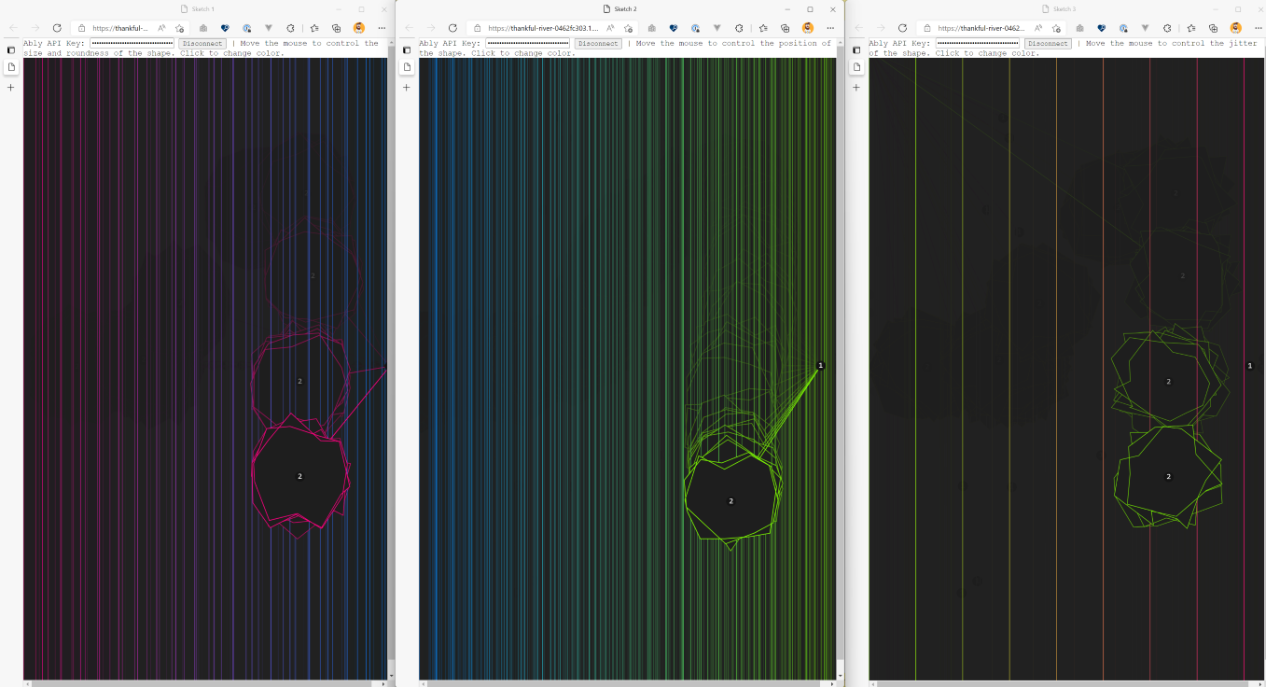 Sketch 1
https://thankful-...
Ably API Key:
Disconnect
| Move the mouse to control the
size and roundness of the shape. Click to change color.
2
2
2
Sketch 2
https://thankful-river-0462fc303.1....
Ably API Key:
Disconnect
| Move the mouse to control the position of
the shape. Click to change color.
1
2
https://thankful-river-0462...
Ably API Key:
Disconnect
| Move the mouse to control the jitter
of the shape. Click to change color.
2
1
2
2